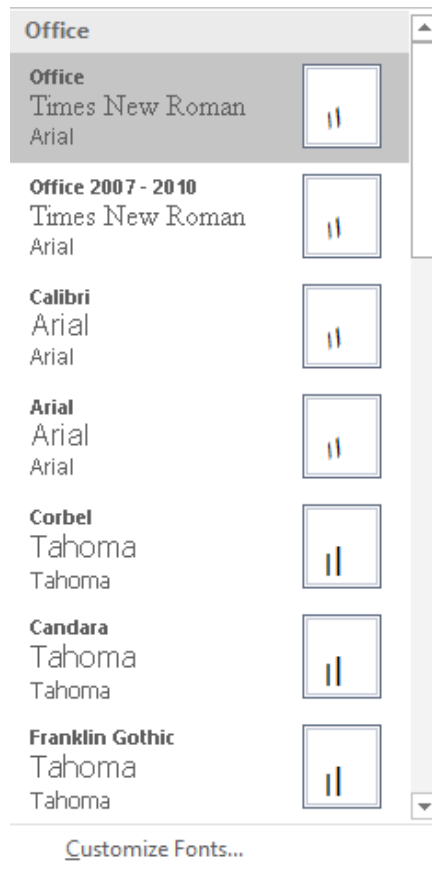 Office
Office
Times New Roman
Arial
Office 2007 - 2010
Times New Roman
Arial
Calibri
Arial
Arial
Arial
Arial
Arial
Corbel
Tahoma
Tahoma
Candara
Tahoma
Tahoma
Franklin Gothic
Tahoma
Tahoma
Customize Fonts...